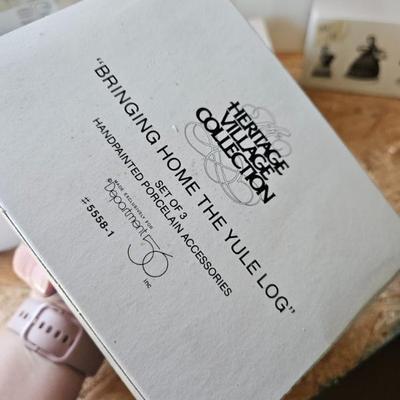 The
HERITAGE
VILLAGE
COLLECTION
"BRINGING HOME THE YULE LOG"
SET OF 3
HANDPAINTED PORCELAIN ACCESSORIES
MADE EXCLUSIVELY FOR
©Department 56 INC
#5558-1